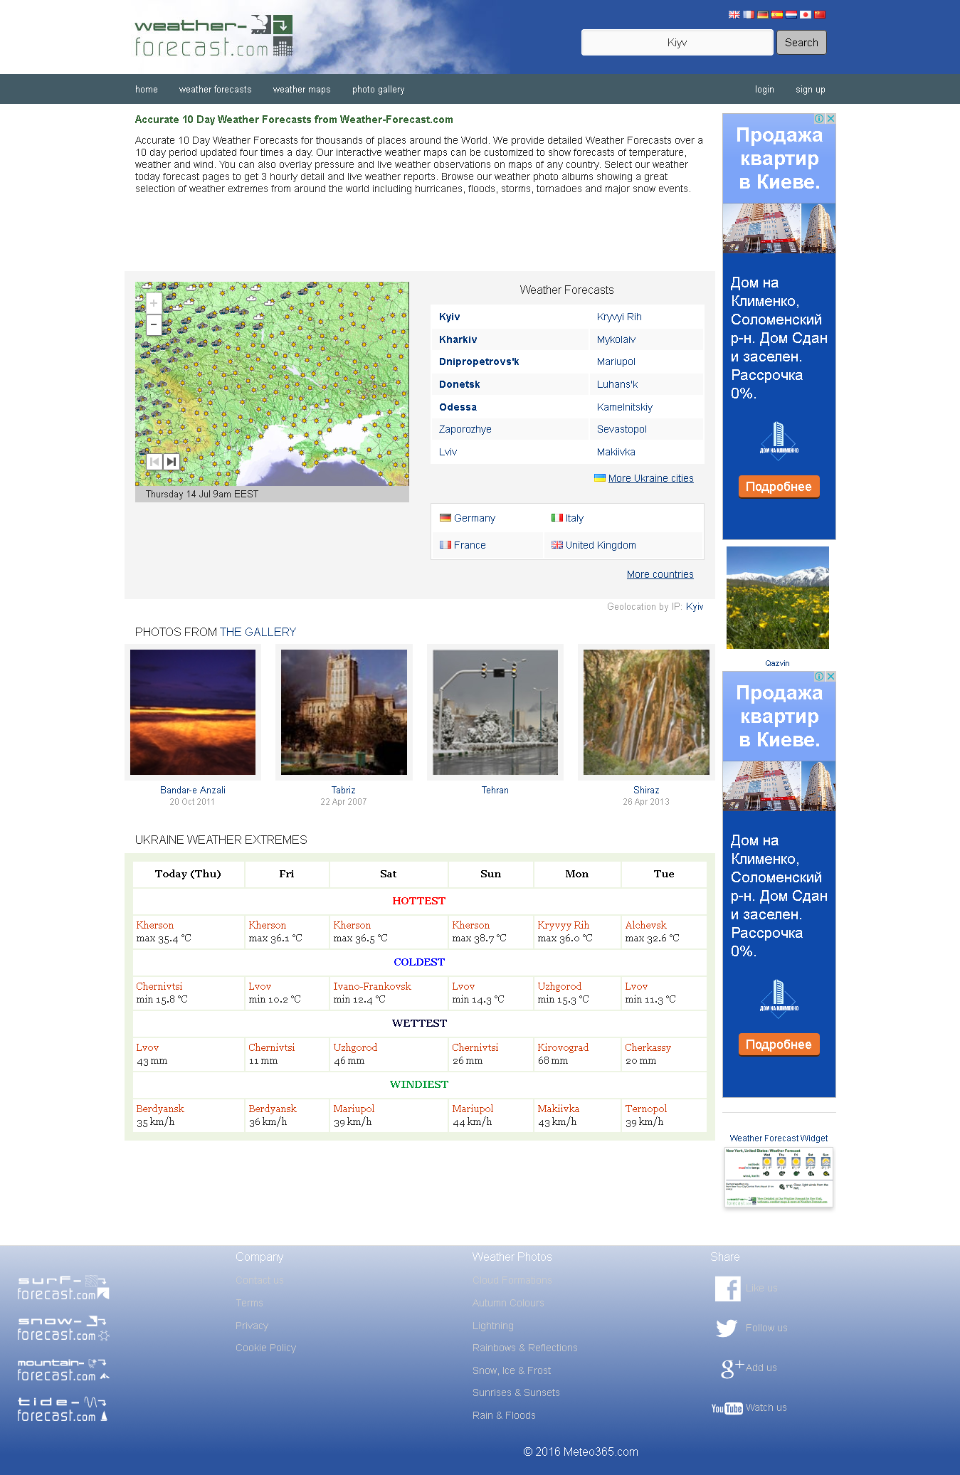 weather-
forecast.com
Kiyv
Search
home weather forecasts weather maps photo gallery login sign up
Accurate 10 Day Weather Forecasts from Weather-Forecast.com
Accurate 10 Day Weather Forecasts for thousands of places around the World. We provide detailed Weather Forecasts over a
10 day period updated four times a day. Our interactive weather maps can be customized to show forecasts of temperature,
weather and wind. You can also overlay pressure and live weather observations on maps of any country. Select our weather
today forecast pages to get 3 hourly detail and live weather reports. Browse our weather photo albums showing a great
selection of weather extremes from around the world including hurricanes, floods, storms, tornadoes and major snow events.
Продажа
квартир
в Киеве.
Дом на
Клименко,
Соломенский
р-н. Дом Сдан
и заселен.
Рассрочка
0%.
ДОМ НА КЛИМЕНКО
Подробнее
Thursday 14 Jul 9am EEST
Weather Forecasts
Kyiv Kryvyi Rih
Kharkiv Mykolaiv
Dnipropetrovs'k Mariupol
Donetsk Luhans'k
Odessa Kamelnitskiy
Zaporozhye Sevastopol
Lviv Makiivka
More Ukraine cities
Germany Italy
France United Kingdom
More countries
Geolocation by IP: Kyiv
Qazvin
PHOTOS FROM THE GALLERY
Bandar-e Anzali Tabriz Tehran Shiraz
20 Oct 2011 22 Apr 2007 26 Apr 2013
Продажа
квартир
в Киеве.
Дом на
Клименко,
Соломенский
р-н. Дом Сдан
и заселен.
Рассрочка
0%.
ДОМ НА КЛИМЕНКО
Подробнее
UKRAINE WEATHER EXTREMES
Today (Thu) Fri Sat Sun Mon Tue
HOTTEST
Kherson Kherson Kherson Kherson Kryvyy Rih Alchevsk
max 35.4 °C max 36.1 °C max 36.5 °C max 38.7 °C max 36.0 °C max 32.6 °C
COLDEST
Chernivtsi Lvov Ivano-Frankovsk Lvov Uzhgorod Lvov
min 15.8 °C min 10.2 °C min 12.4 °C min 14.3 °C min 15.3 °C min 11.3 °C
WETTEST
Lvov Chernivtsi Uzhgorod Chernivtsi Kirovograd Cherkassy
43 mm 11 mm 46 mm 26 mm 68 mm 20 mm
WINDIEST
Berdyansk Berdyansk Mariupol Mariupol Makiivka Ternopol
35 km/h 36 km/h 39 km/h 44 km/h 43 km/h 39 km/h
Weather Forecast Widget
New York, United States: Weather Forecast
surf-
forecast.com
snow-
forecast.com
mountain-
forecast.com
tide-
forecast.com
Company
Contact us
Terms
Privacy
Cookie Policy
Weather Photos
Cloud Formations
Autumn Colours
Lightning
Rainbows & Reflections
Snow, Ice & Frost
Sunrises & Sunsets
Rain & Floods
Share
Like us
Follow us
Add us
YouTube Watch us
© 2016 Meteo365.com